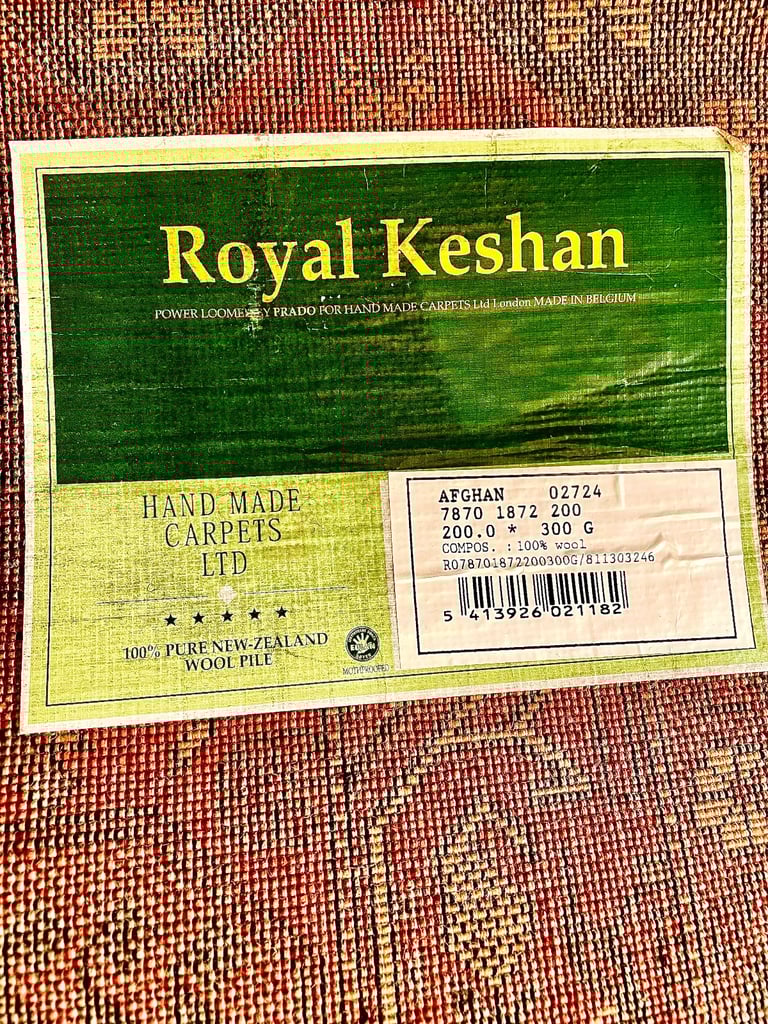 Royal Keshan
POWER LOOMED BY PRADO FOR HAND MADE CARPETS Ltd London MADE IN BELGIUM
HAND MADE
CARPETS
LTD
100% PURE NEW-ZEALAND
WOOL PILE
MOTHPROOFED
AFGHAN 02724
7870 1872 200
200.0 * 300 G
COMPOS. : 100% wool
R078701872200300G/811303246
5 413926 021182